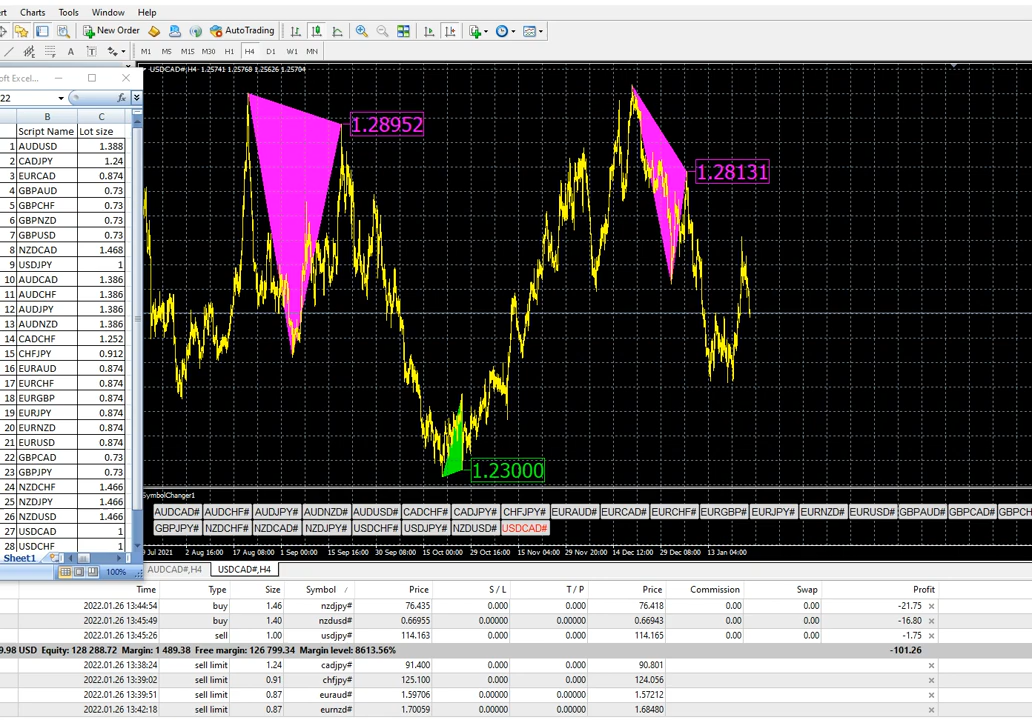 rt Charts Tools Window Help
New Order AutoTrading
A T
M1 M5 M15 M30 H1 H4 D1 W1 MN
USDCAD#,H4 1.25741 1.25768 1.25626 1.25704
oft Excel...
22 fx
B C
Script Name Lot size
1 AUDUSD 1.388
2 CADJPY 1.24
3 EURCAD 0.874
4 GBPAUD 0.73
5 GBPCHF 0.73
6 GBPNZD 0.73
7 GBPUSD 0.73
8 NZDCAD 1.468
9 USDJPY 1
10 AUDCAD 1.386
11 AUDCHF 1.386
12 AUDJPY 1.386
13 AUDNZD 1.386
14 CADCHF 1.252
15 CHFJPY 0.912
16 EURAUD 0.874
17 EURCHF 0.874
18 EURGBP 0.874
19 EURJPY 0.874
20 EURNZD 0.874
21 EURUSD 0.874
22 GBPCAD 0.73
23 GBPJPY 0.73
24 NZDCHF 1.466
25 NZDJPY 1.466
26 NZDUSD 1.466
27 USDCAD 1
28 USDCHF 1
Sheet1
100%
1.28952
1.28131
1.23000
SymbolChanger1
AUDCAD# AUDCHF# AUDJPY# AUDNZD# AUDUSD# CADCHF# CADJPY# CHFJPY# EURAUD# EURCAD# EURCHF# EURGBP# EURJPY# EURNZD# EURUSD# GBPAUD# GBPCAD# GBPCH
GBPJPY# NZDCHF# NZDCAD# NZDJPY# USDCHF# USDJPY# NZDUSD# USDCAD#
9 Jul 2021 2 Aug 16:00 17 Aug 08:00 1 Sep 00:00 15 Sep 16:00 30 Sep 08:00 15 Oct 00:00 29 Oct 16:00 15 Nov 04:00 29 Nov 20:00 14 Dec 12:00 29 Dec 08:00 13 Jan 04:00
AUDCAD#,H4 USDCAD#,H4
Time Type Size Symbol / Price S / L T / P Price Commission Swap Profit
2022.01.26 13:44:54 buy 1.46 nzdjpy# 76.435 0.000 0.000 76.418 0.00 0.00 -21.75
2022.01.26 13:45:49 buy 1.40 nzdusd# 0.66955 0.00000 0.00000 0.66943 0.00 0.00 -16.80
2022.01.26 13:45:26 sell 1.00 usdjpy# 114.163 0.000 0.000 114.165 0.00 0.00 -1.75
9.98 USD Equity: 128 288.72 Margin: 1 489.38 Free margin: 126 799.34 Margin level: 8613.56% -101.26
2022.01.26 13:38:24 sell limit 1.24 cadjpy# 91.400 0.000 0.000 90.801
2022.01.26 13:39:02 sell limit 0.91 chfjpy# 125.100 0.000 0.000 124.056
2022.01.26 13:39:51 sell limit 0.87 euraud# 1.59706 0.00000 0.00000 1.57212
2022.01.26 13:42:18 sell limit 0.87 eurnzd# 1.70059 0.00000 0.00000 1.68480